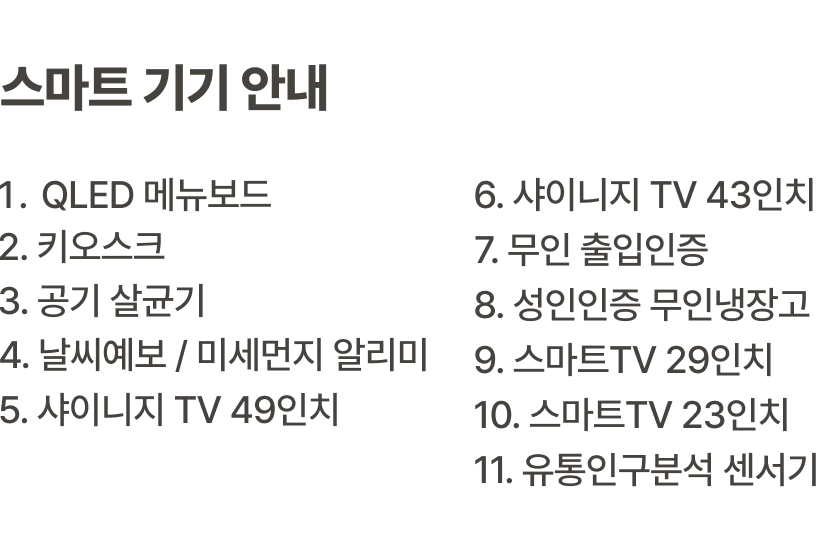 스마트 기기 안내
1. QLED 메뉴보드
2. 키오스크
3. 공기 살균기
4. 날씨예보 / 미세먼지 알리미
5. 샤이니지 TV 49인치
6. 샤이니지 TV 43인치
7. 무인 출입인증
8. 성인인증 무인냉장고
9. 스마트TV 29인치
10. 스마트TV 23인치
11. 유통인구분석 센서기